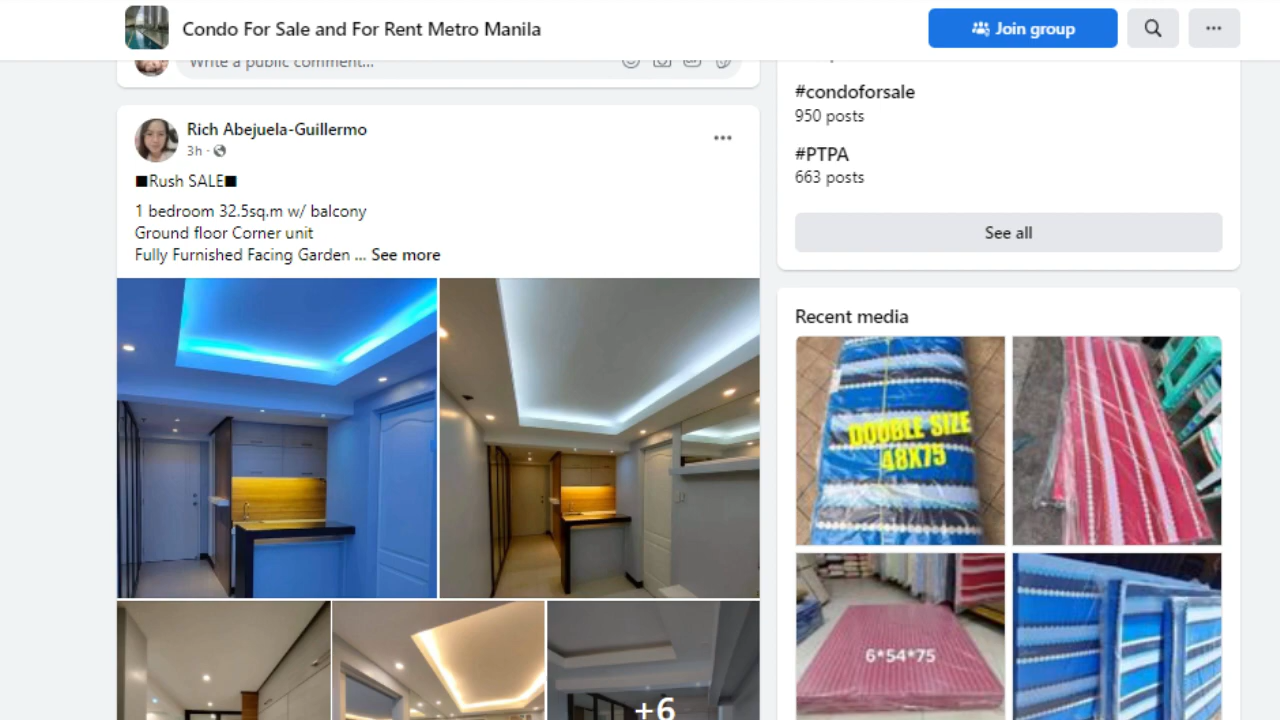 Condo For Sale and For Rent Metro Manila
Join group
Write a public comment...
Rich Abejuela-Guillermo
3h ·
■Rush SALE■
1 bedroom 32.5sq.m w/ balcony
Ground floor Corner unit
Fully Furnished Facing Garden ... See more
+6
#condoforsale
950 posts
#PTPA
663 posts
See all
Recent media
DOUBLE SIZE
48X75
6*54*75